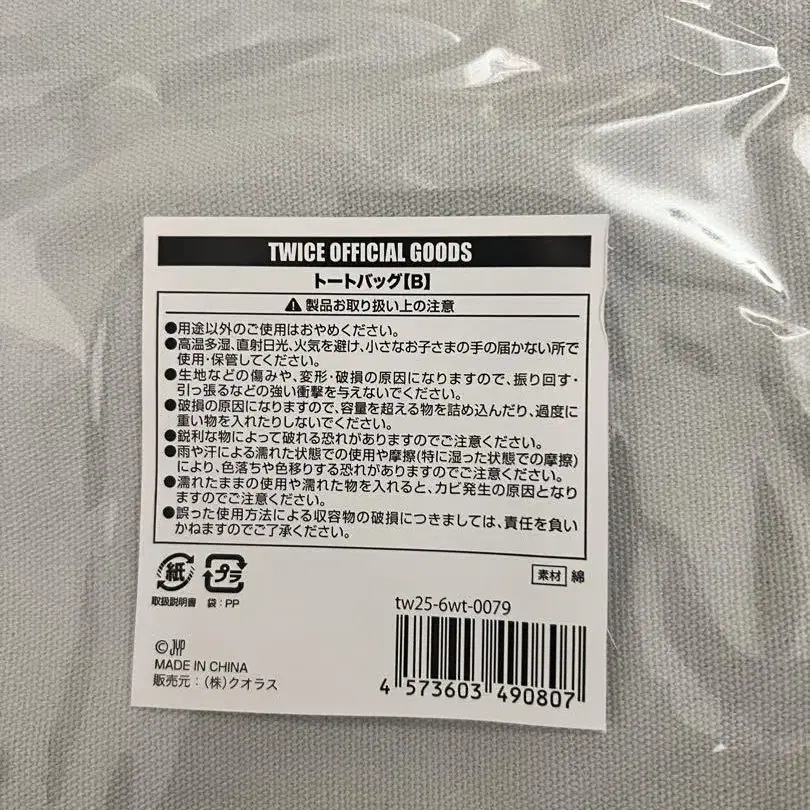 TWICE OFFICIAL GOODS
トートバッグ【B】
⚠製品お取り扱い上の注意
●用途以外のご使用はおやめください。
●高温多湿、直射日光、火気を避け、小さなお子さまの手の届かない所で
使用・保管してください。
●生地などの傷みや、変形・破損の原因になりますので、振り回す・
引っ張るなどの強い衝撃を与えないでください。
●破損の原因になりますので、容量を超える物を詰め込んだり、過度に
重い物を入れたりしないでください。
●鋭利な物によって破れる恐れがありますのでご注意ください。
●雨や汗による濡れた状態での使用や摩擦(特に湿った状態での摩擦)
により、色落ちや色移りする恐れがありますのでご注意ください。
●濡れたままの使用や濡れた物を入れると、カビ発生の原因となり
ますのでご注意ください。
●誤った使用方法による収容物の破損につきましては、責任を負い
かねますのでご了承ください。
紙 プラ
取扱説明書 袋：PP
素材 綿
tw25-6wt-0079
©JYP
MADE IN CHINA
販売元：(株)クオラス
4 573603 490807